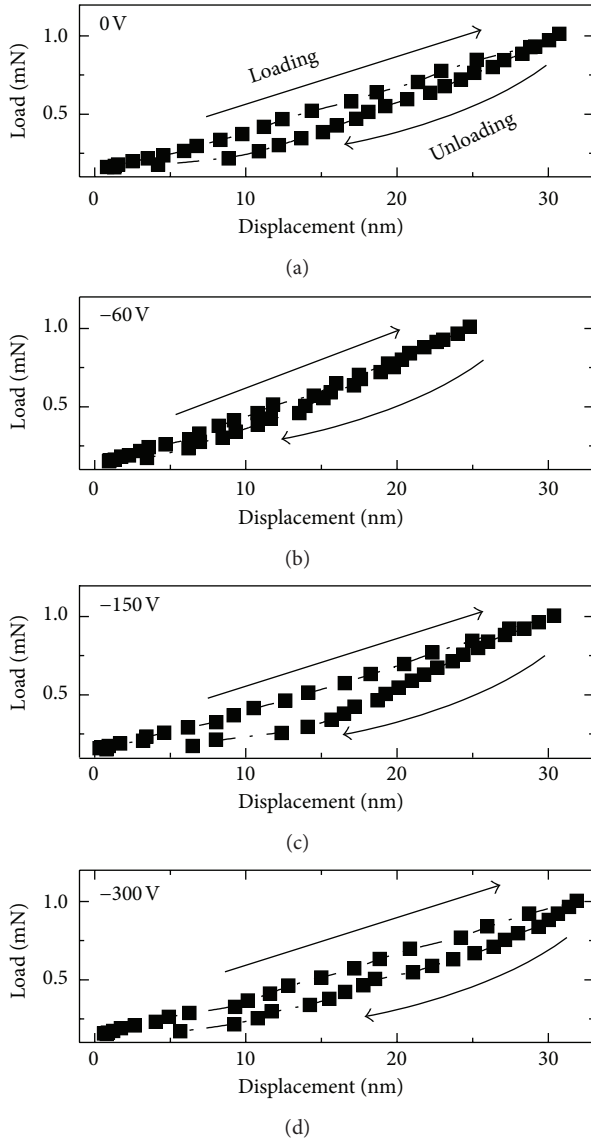 0 V
Loading
Unloading
1.0
0.5
Load (mN)
0 10 20 30
Displacement (nm)
(a)
−60 V
1.0
0.5
Load (mN)
0 10 20 30
Displacement (nm)
(b)
−150 V
1.0
0.5
Load (mN)
0 10 20 30
Displacement (nm)
(c)
−300 V
1.0
0.5
Load (mN)
0 10 20 30
Displacement (nm)
(d)